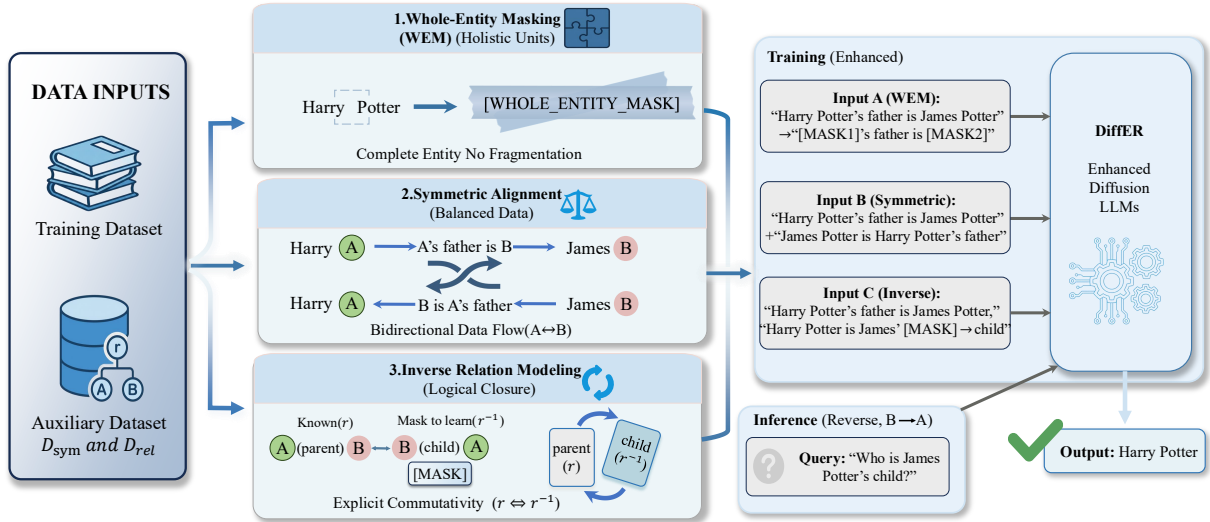 DATA INPUTS
Training Dataset
r
A B
Auxiliary Dataset
D_sym and D_rel
1.Whole-Entity Masking
(WEM) (Holistic Units)
Harry Potter
[WHOLE_ENTITY_MASK]
Complete Entity No Fragmentation
2.Symmetric Alignment
(Balanced Data)
Harry A A's father is B James B
Harry A B is A's father James B
Bidirectional Data Flow(A↔B)
3.Inverse Relation Modeling
(Logical Closure)
Known(r) Mask to learn(r⁻¹)
A (parent) B B (child) A
[MASK]
parent
(r)
child
(r⁻¹)
Explicit Commutativity (r ⇔ r⁻¹)
Training (Enhanced)
Input A (WEM):
“Harry Potter’s father is James Potter”
→“[MASK1]’s father is [MASK2]”
Input B (Symmetric):
“Harry Potter’s father is James Potter”
+“James Potter is Harry Potter’s father”
Input C (Inverse):
“Harry Potter’s father is James Potter,”
“Harry Potter is James’ [MASK]→child”
DiffER
Enhanced
Diffusion
LLMs
Inference (Reverse, B→A)
?
Query: “Who is James
Potter’s child?”
Output: Harry Potter